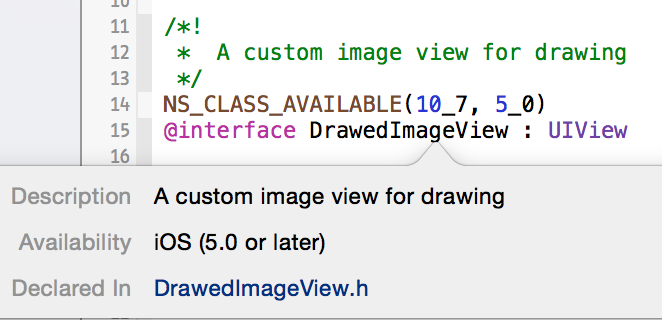 10
11 /*!
12  *  A custom image view for drawing
13  */
14 NS_CLASS_AVAILABLE(10_7, 5_0)
15 @interface DrawedImageView : UIView
16
Description A custom image view for drawing
Availability iOS (5.0 or later)
Declared In DrawedImageView.h